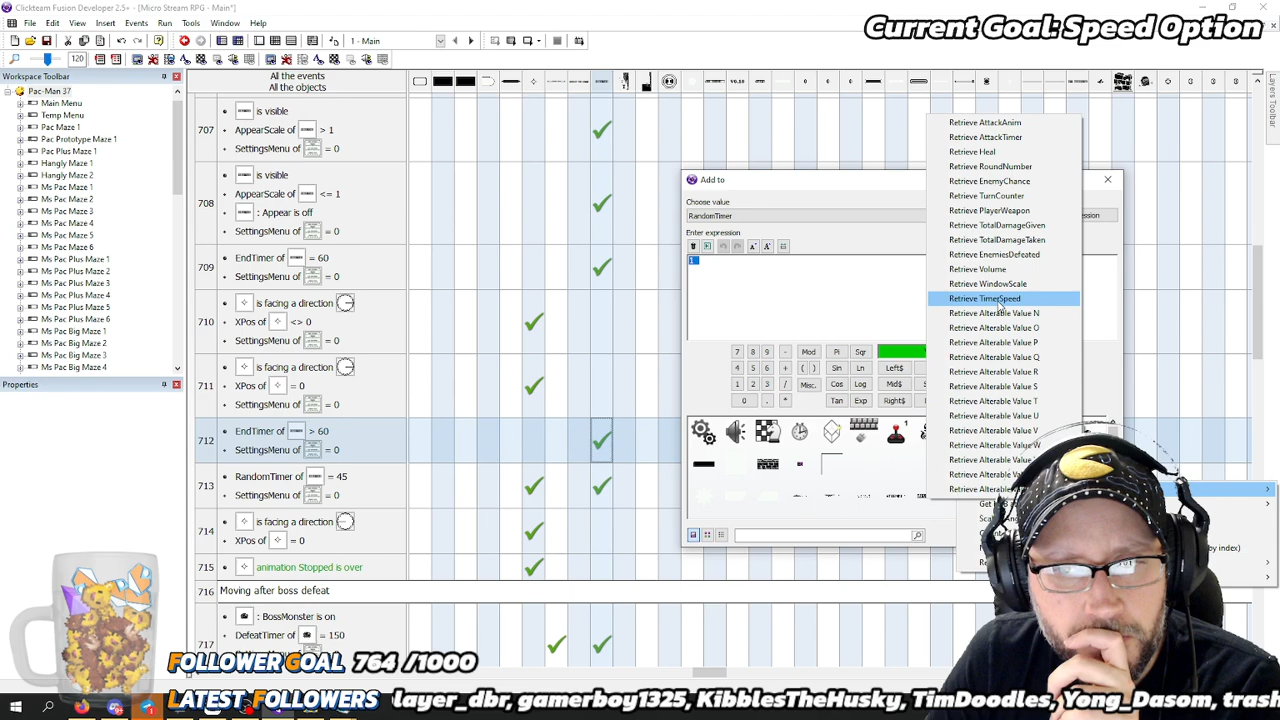 Clickteam Fusion Developer 2.5+ - [Micro Stream RPG - Main*]
File Edit View Insert Events Run Tools Window Help
1 - Main
120
Current Goal: Speed Option
Workspace Toolbar
Pac-Man 37
Main Menu
Temp Menu
Pac Maze 1
Pac Prototype Maze 1
Pac Plus Maze 1
Hangly Maze 1
Hangly Maze 2
Ms Pac Maze 1
Ms Pac Maze 2
Ms Pac Maze 3
Ms Pac Maze 4
Ms Pac Maze 5
Ms Pac Maze 6
Ms Pac Plus Maze 1
Ms Pac Plus Maze 2
Ms Pac Plus Maze 3
Ms Pac Plus Maze 4
Ms Pac Plus Maze 5
Ms Pac Plus Maze 6
Ms Pac Big Maze 1
Ms Pac Big Maze 2
Ms Pac Big Maze 3
Ms Pac Big Maze 4
Properties
All the events
All the objects
707
is visible
AppearScale of > 1
SettingsMenu of = 0
708
is visible
AppearScale of <= 1
: Appear is off
SettingsMenu of = 0
709
EndTimer of = 60
SettingsMenu of = 0
710
is facing a direction
XPos of <> 0
SettingsMenu of = 0
711
is facing a direction
XPos of = 0
SettingsMenu of = 0
712
EndTimer of > 60
SettingsMenu of = 0
713
RandomTimer of = 45
SettingsMenu of = 0
714
is facing a direction
XPos of = 0
715
animation Stopped is over
716
Moving after boss defeat
717
: BossMonster is on
DefeatTimer of = 150
SettingsMenu of = 0
Add to
Choose value
RandomTimer
Enter expression
1
7 8 9 - Mod Pi Sqr
4 5 6 + ( ) Sin Ln Left$
1 2 3 / Misc. Cos Log Mid$
0 . * Tan Exp Right$
Retrieve AttackAnim
Retrieve AttackTimer
Retrieve Heal
Retrieve RoundNumber
Retrieve EnemyChance
Retrieve TurnCounter
Retrieve PlayerWeapon
Retrieve TotalDamageGiven
Retrieve TotalDamageTaken
Retrieve EnemiesDefeated
Retrieve Volume
Retrieve WindowScale
Retrieve TimerSpeed
Retrieve Alterable Value N
Retrieve Alterable Value O
Retrieve Alterable Value P
Retrieve Alterable Value Q
Retrieve Alterable Value R
Retrieve Alterable Value S
Retrieve Alterable Value T
Retrieve Alterable Value U
Retrieve Alterable Value V
Retrieve Alterable Value W
Layers Toolbar
FOLLOWER GOAL 764 /1000
LATEST FOLLOWERS layer_dbr, gamerboy1325, KibblesTheHusky, TimDoodles, Yong_Dasom, trash